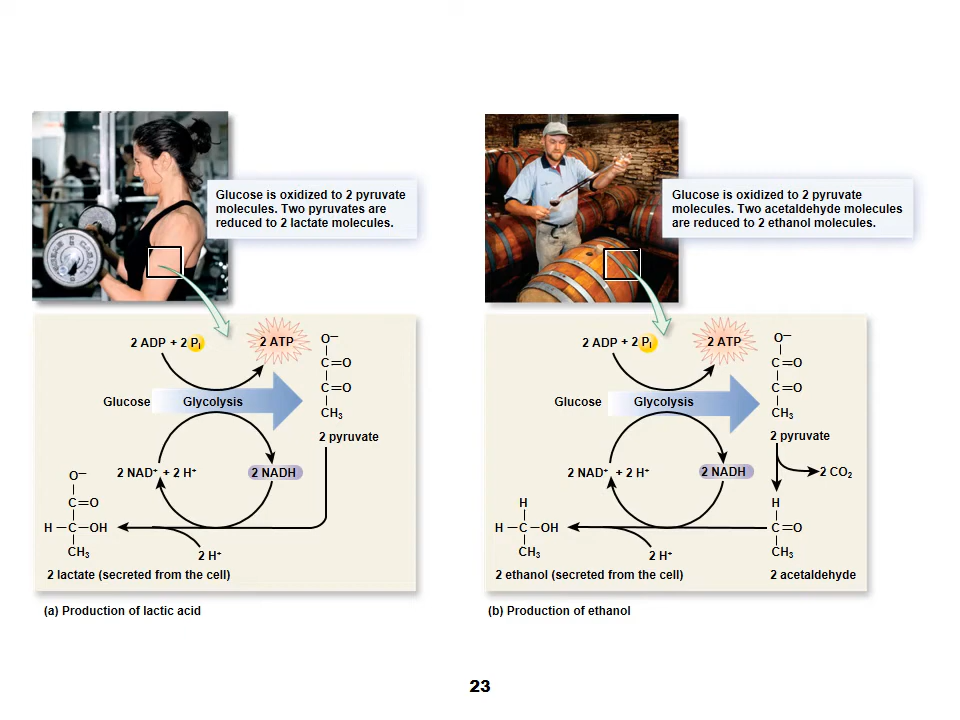 Glucose is oxidized to 2 pyruvate
molecules. Two pyruvates are
reduced to 2 lactate molecules.
2 ADP + 2 Pi
2 ATP
O–
C=O
C=O
CH3
Glucose
Glycolysis
2 pyruvate
2 NAD+ + 2 H+
2 NADH
O–
C=O
H–C–OH
CH3
2 H+
2 lactate (secreted from the cell)
(a) Production of lactic acid
Glucose is oxidized to 2 pyruvate
molecules. Two acetaldehyde molecules
are reduced to 2 ethanol molecules.
2 ADP + 2 Pi
2 ATP
O–
C=O
C=O
CH3
Glucose
Glycolysis
2 pyruvate
2 NAD+ + 2 H+
2 NADH
2 CO2
H
H–C–OH
CH3
2 H+
H
C=O
CH3
2 ethanol (secreted from the cell)
2 acetaldehyde
(b) Production of ethanol
23